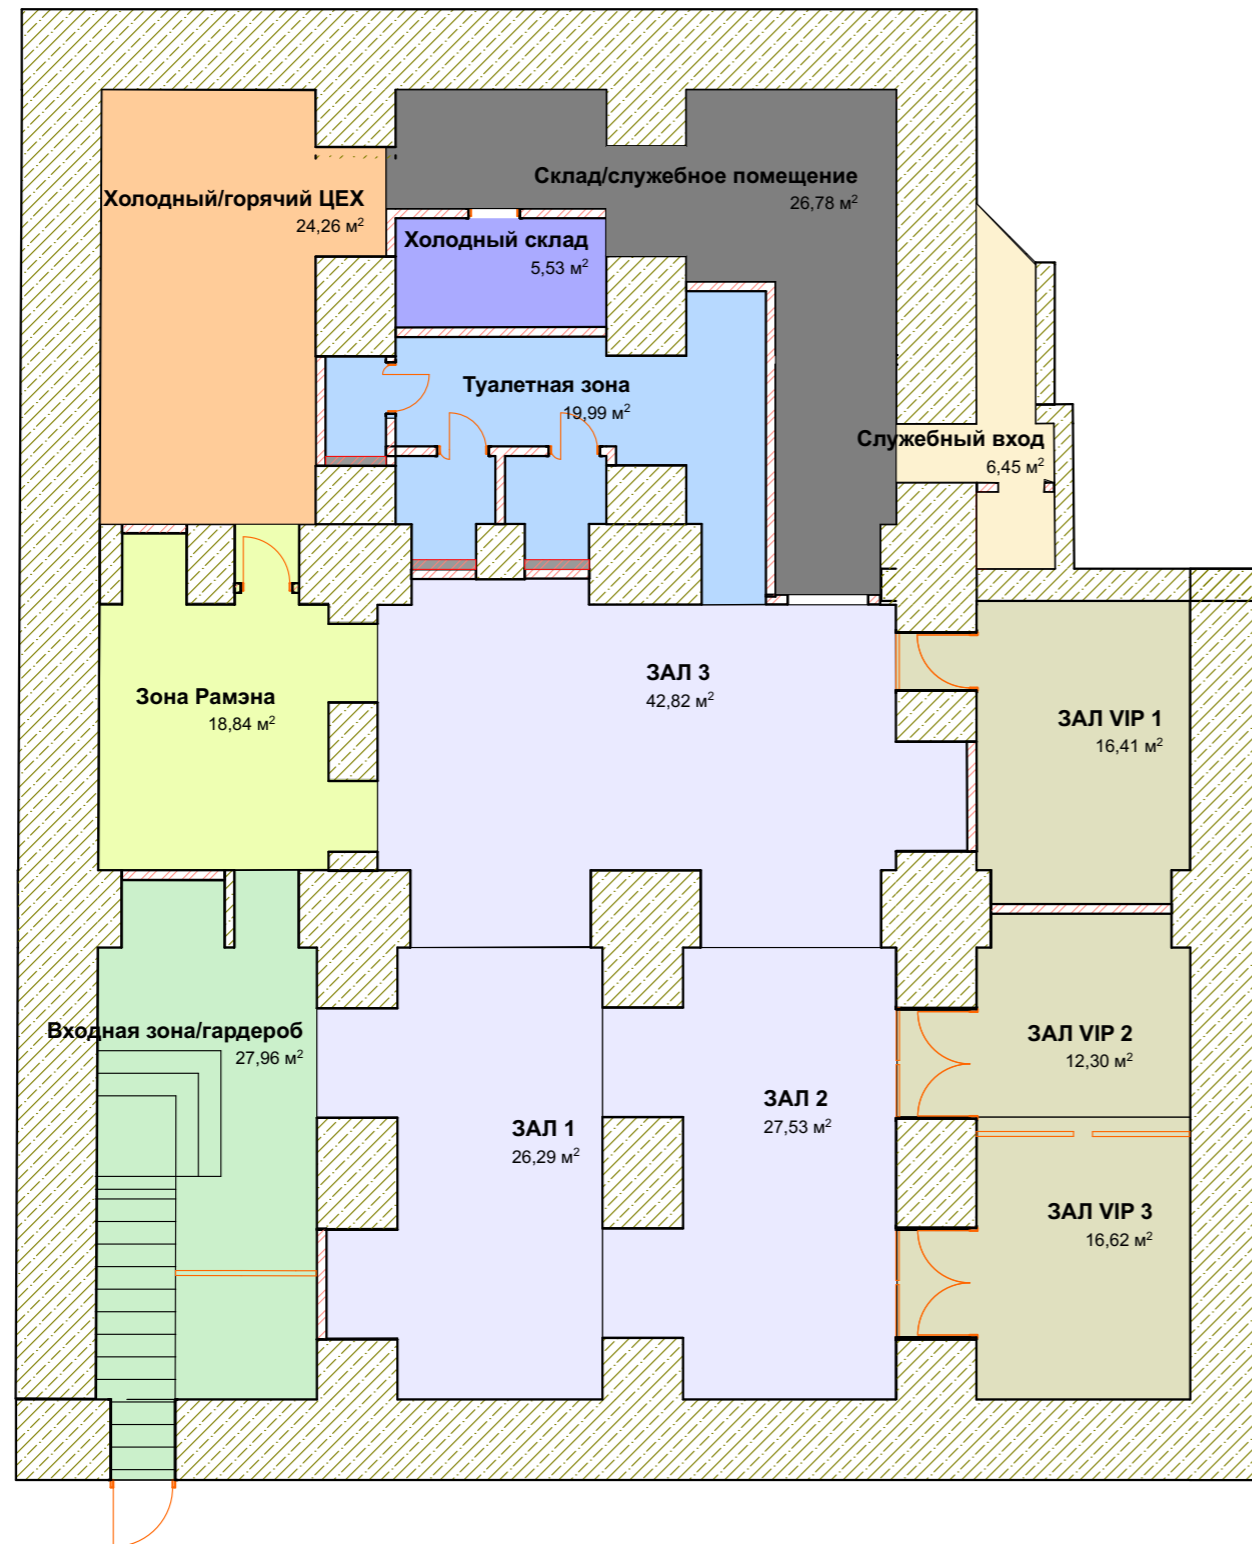 Холодный/горячий ЦЕХ
24,26 м²
Склад/служебное помещение
26,78 м²
Холодный склад
5,53 м²
Туалетная зона
19,99 м²
Служебный вход
6,45 м²
Зона Рамэна
18,84 м²
ЗАЛ 3
42,82 м²
ЗАЛ VIP 1
16,41 м²
Входная зона/гардероб
27,96 м²
ЗАЛ 1
26,29 м²
ЗАЛ 2
27,53 м²
ЗАЛ VIP 2
12,30 м²
ЗАЛ VIP 3
16,62 м²